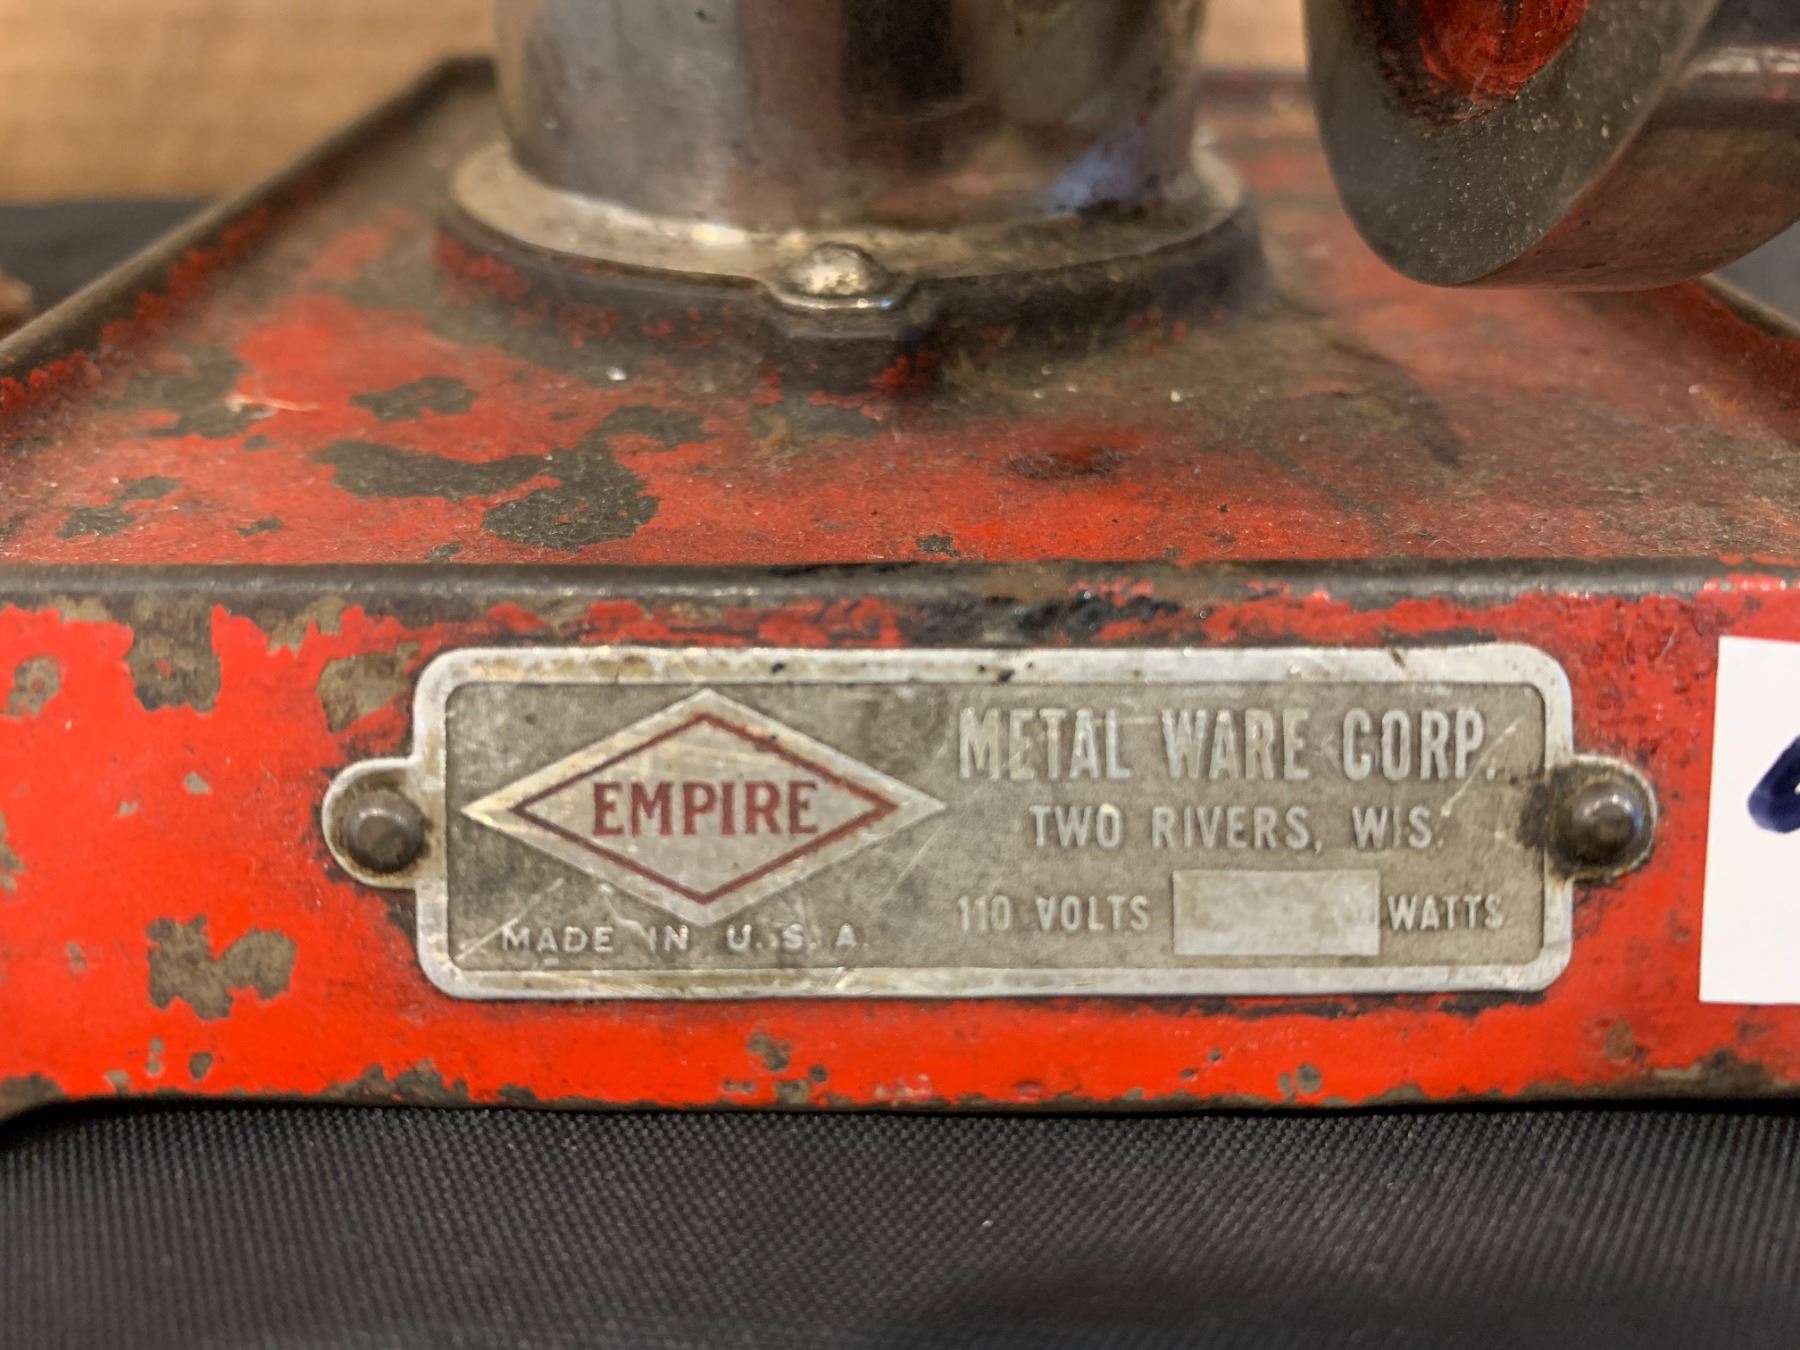 EMPIRE
MADE IN U.S.A.
METAL WARE CORP.
TWO RIVERS, WIS.
110 VOLTS WATTS